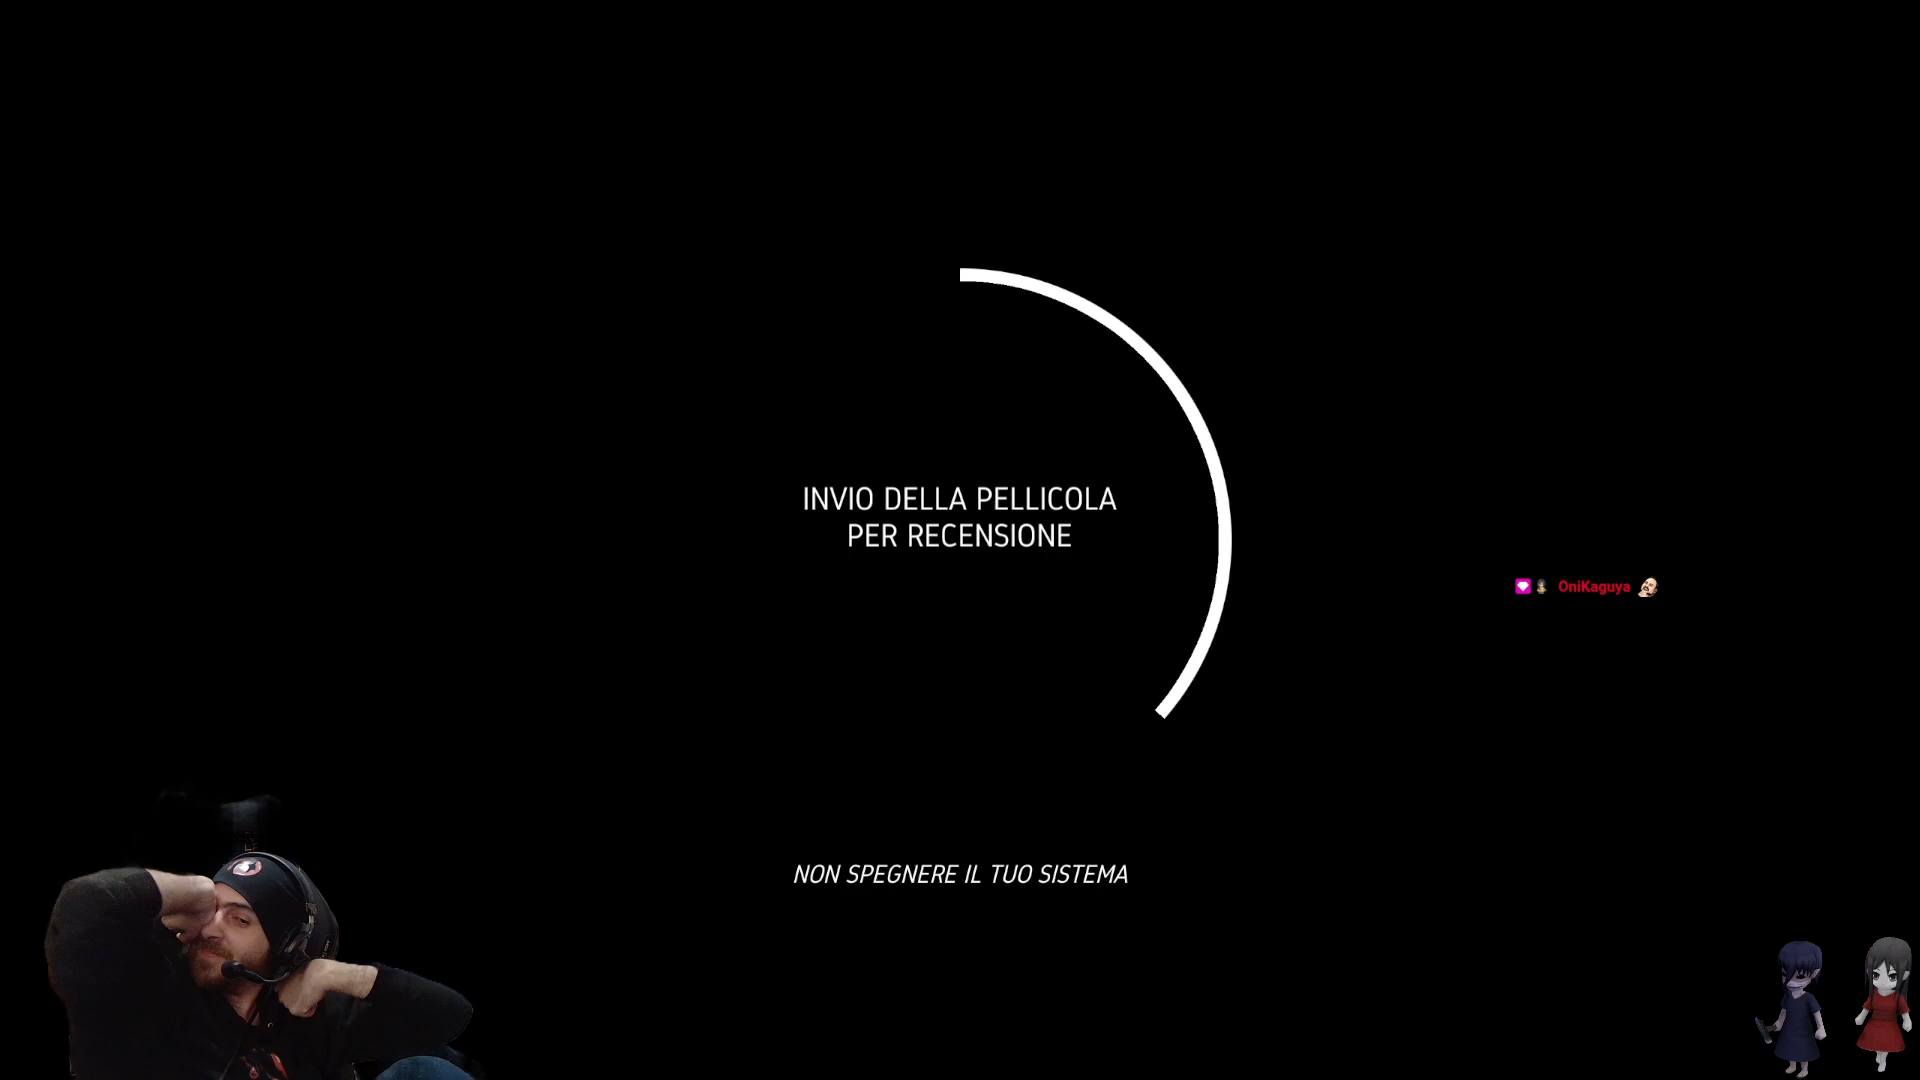 INVIO DELLA PELLICOLA
PER RECENSIONE
OniKaguya
NON SPEGNERE IL TUO SISTEMA